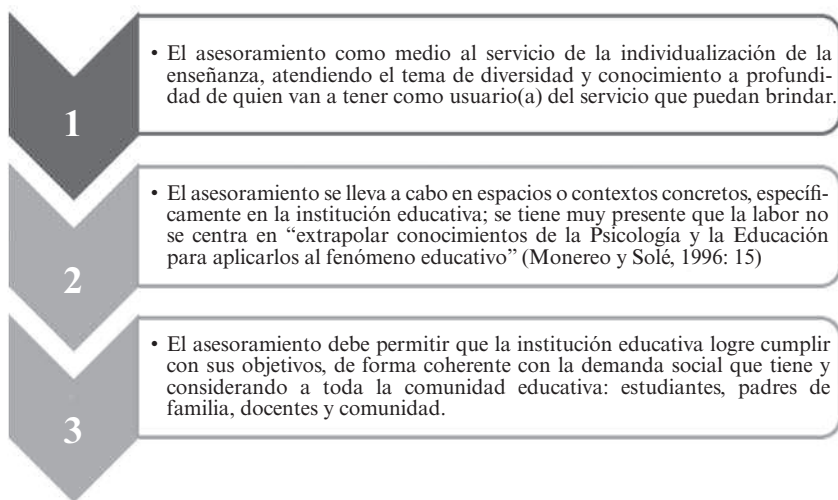 1
• El asesoramiento como medio al servicio de la individualización de la
enseñanza, atendiendo el tema de diversidad y conocimiento a profundi-
dad de quien van a tener como usuario(a) del servicio que puedan brindar.
2
• El asesoramiento se lleva a cabo en espacios o contextos concretos, específi-
camente en la institución educativa; se tiene muy presente que la labor no
se centra en “extrapolar conocimientos de la Psicología y la Educación
para aplicarlos al fenómeno educativo” (Monereo y Solé, 1996: 15)
3
• El asesoramiento debe permitir que la institución educativa logre cumplir
con sus objetivos, de forma coherente con la demanda social que tiene y
considerando a toda la comunidad educativa: estudiantes, padres de
familia, docentes y comunidad.